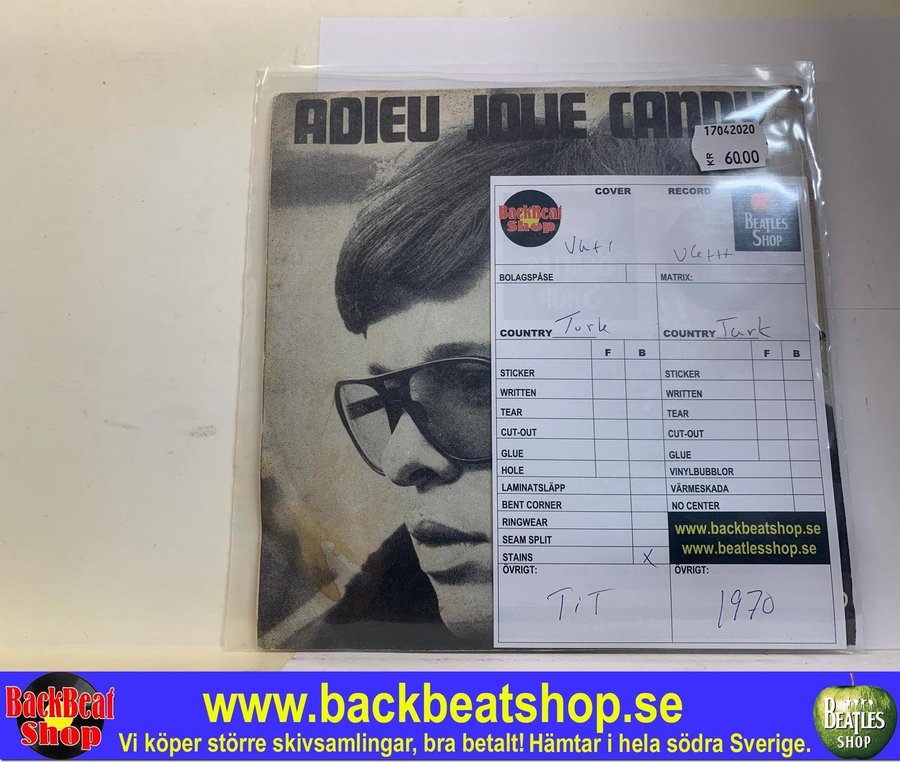 ADIEU JOLIE CANDY
17042020
KR 60.00
COVER RECORD
BackBeat
Shop
BEATLES
SHOP
BOLAGSPÅSE MATRIX:
COUNTRY Turk COUNTRY Turk
F B F B
STICKER STICKER
WRITTEN WRITTEN
TEAR TEAR
CUT-OUT CUT-OUT
GLUE GLUE
HOLE VINYLBUBBLOR
LAMINATSLÄPP VÄRMESKADA
BENT CORNER NO CENTER
RINGWEAR
SEAM SPLIT
www.backbeatshop.se
www.beatlesshop.se
STAINS X
ÖVRIGT: ÖVRIGT:
TiT 1970
BackBeat
Shop
www.backbeatshop.se
Vi köper större skivsamlingar, bra betalt! Hämtar i hela södra Sverige.
BEATLES
SHOP